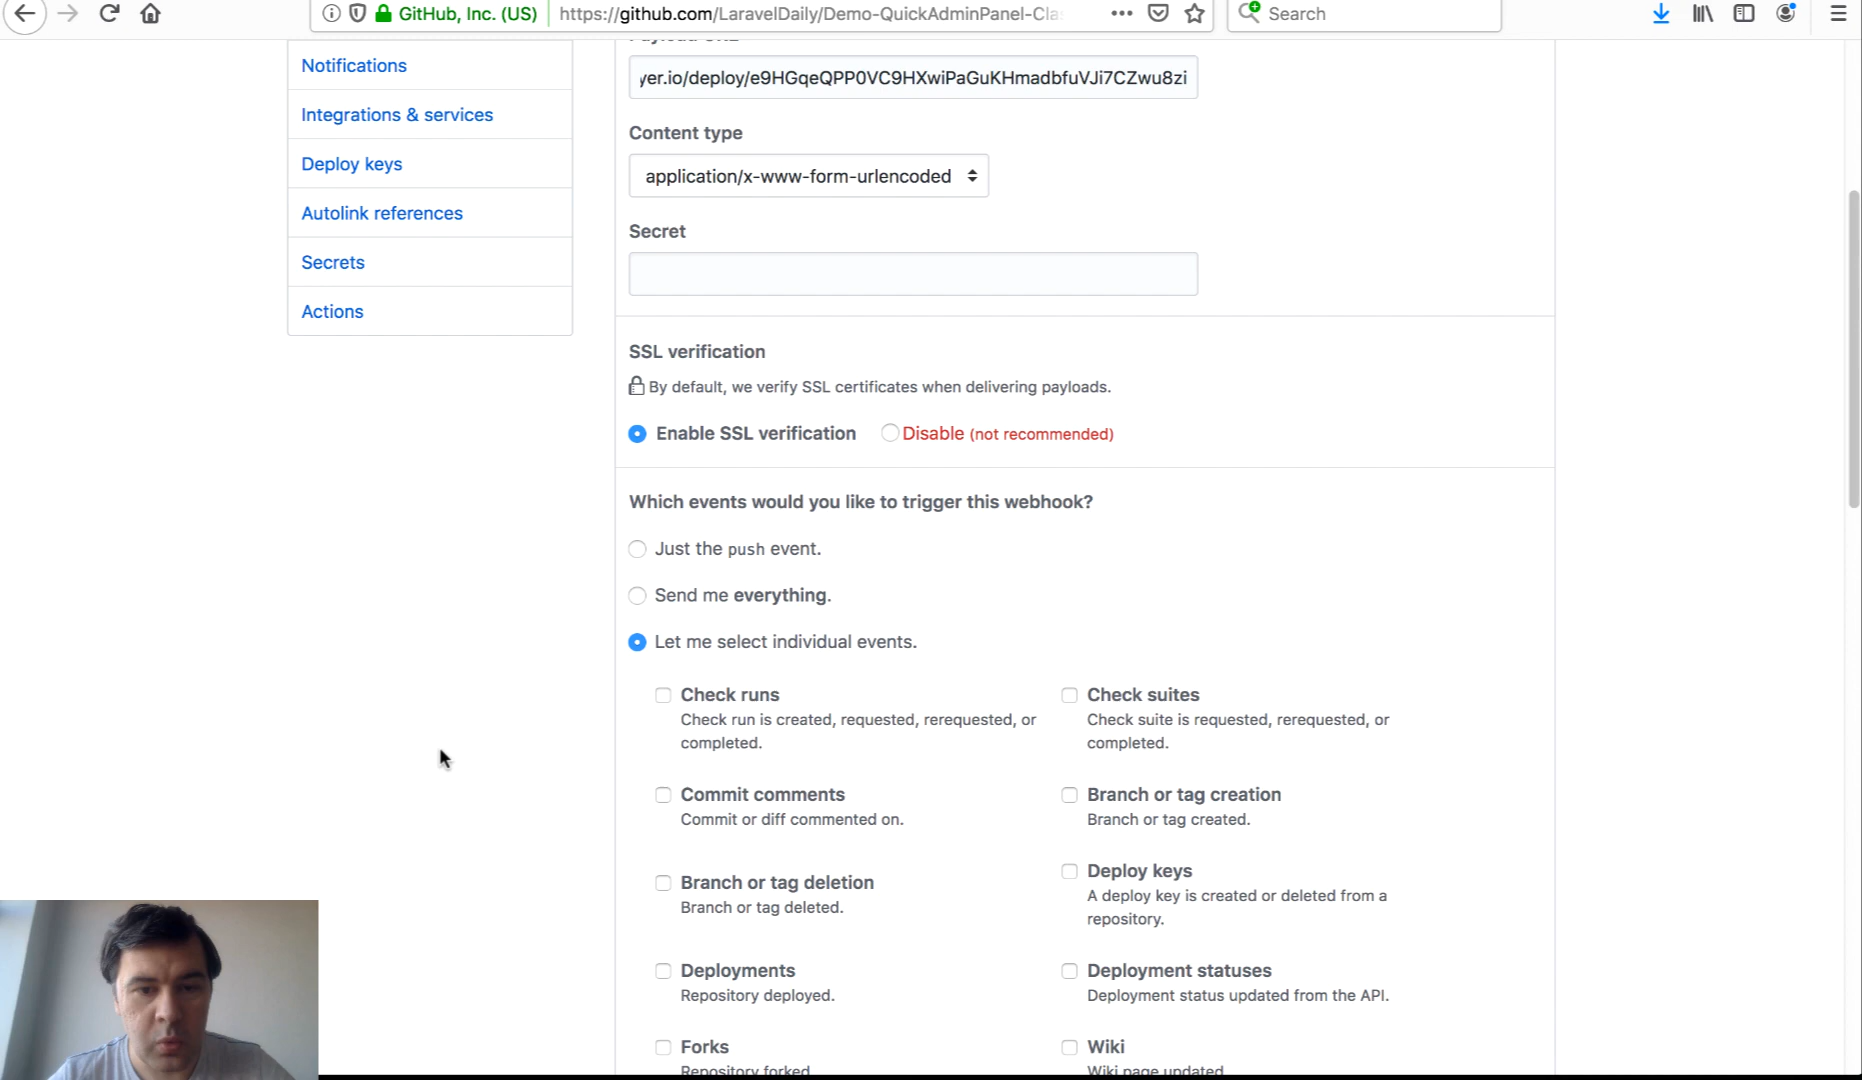 GitHub, Inc. (US)
https://github.com/LaravelDaily/Demo-QuickAdminPanel-Cla
Search
Notifications
Integrations & services
Deploy keys
Autolink references
Secrets
Actions
yer.io/deploy/e9HGqeQPP0VC9HXwiPaGuKHmadbfuVJi7CZwu8zi
Content type
application/x-www-form-urlencoded
Secret
SSL verification
By default, we verify SSL certificates when delivering payloads.
Enable SSL verification
Disable (not recommended)
Which events would you like to trigger this webhook?
Just the push event.
Send me everything.
Let me select individual events.
Check runs
Check run is created, requested, rerequested, or
completed.
Check suites
Check suite is requested, rerequested, or
completed.
Commit comments
Commit or diff commented on.
Branch or tag creation
Branch or tag created.
Branch or tag deletion
Branch or tag deleted.
Deploy keys
A deploy key is created or deleted from a
repository.
Deployments
Repository deployed.
Deployment statuses
Deployment status updated from the API.
Forks
Repository forked
Wiki
Wiki page updated